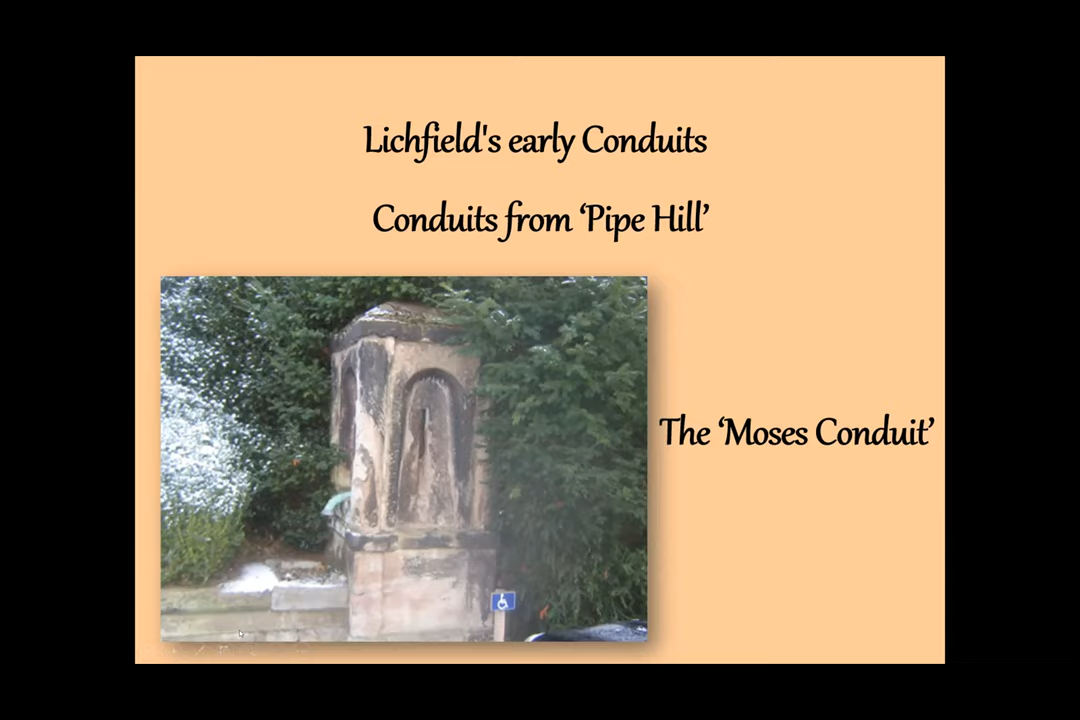 Lichfield's early Conduits
Conduits from ‘Pipe Hill’
The ‘Moses Conduit’